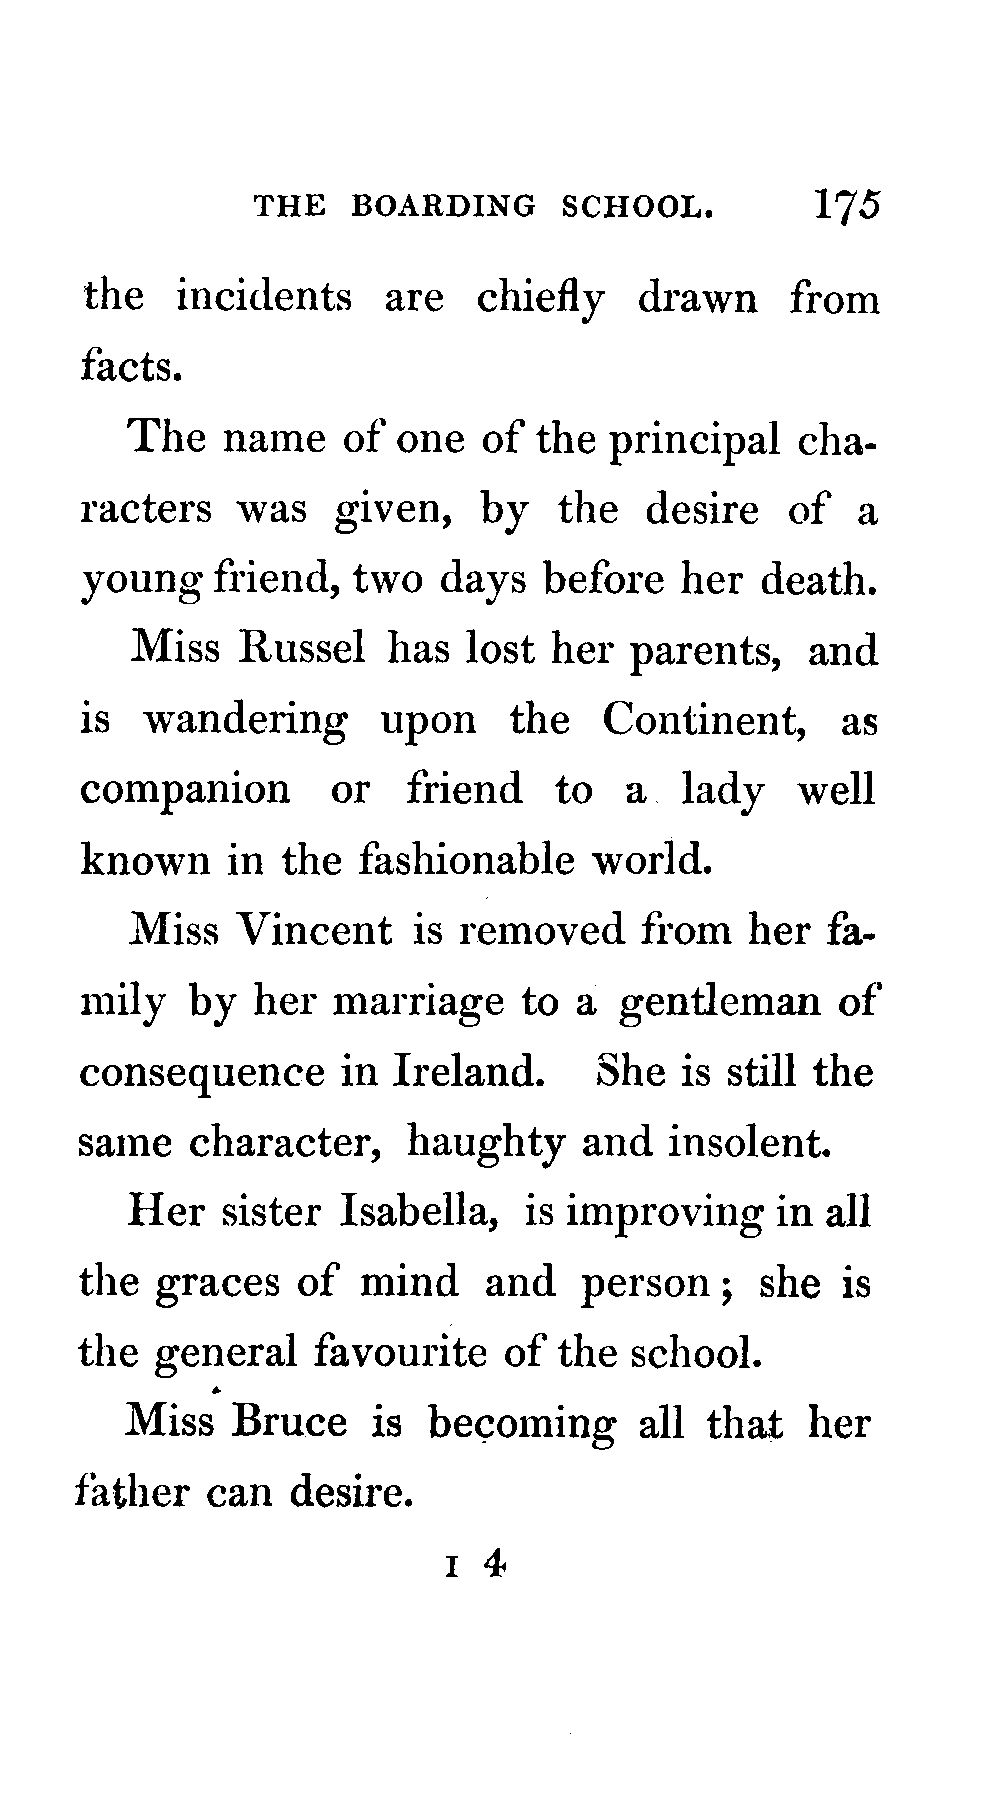 THE BOARDING SCHOOL. 175
the incidents are chiefly drawn from
facts.
The name of one of the principal cha-
racters was given, by the desire of a
young friend, two days before her death.
Miss Russel has lost her parents, and
is wandering upon the Continent, as
companion or friend to a lady well
known in the fashionable world.
Miss Vincent is removed from her fa-
mily by her marriage to a gentleman of
consequence in Ireland. She is still the
same character, haughty and insolent.
Her sister Isabella, is improving in all
the graces of mind and person; she is
the general favourite of the school.
Miss Bruce is becoming all that her
father can desire.
I 4